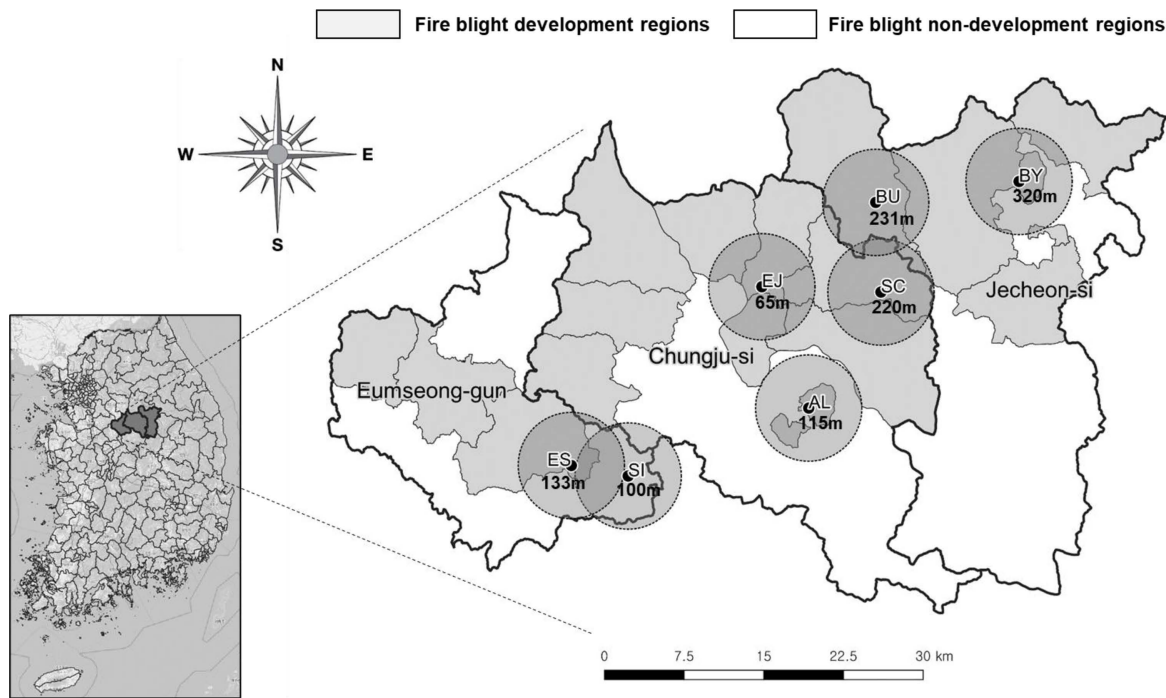 Fire blight development regions
Fire blight non-development regions
N
W
E
S
BY
320m
BU
231m
EJ
65m
SC
220m
Jecheon-si
Chungju-si
Eumseong-gun
AL
115m
ES
133m
SI
100m
0 7.5 15 22.5 30 km